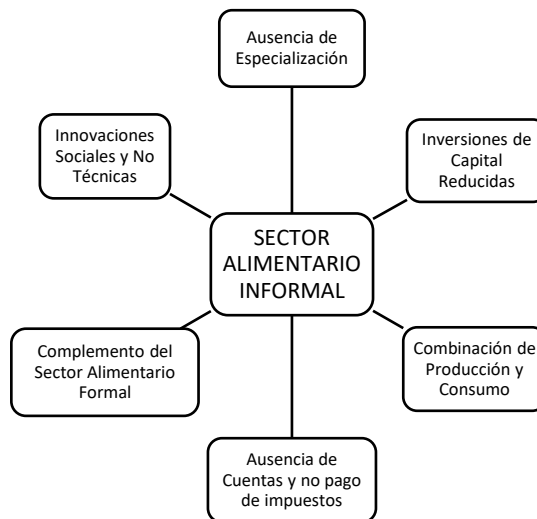 Ausencia de
Especialización
Innovaciones
Sociales y No
Técnicas
Inversiones de
Capital
Reducidas
SECTOR
ALIMENTARIO
INFORMAL
Complemento del
Sector Alimentario
Formal
Combinación de
Producción y
Consumo
Ausencia de
Cuentas y no pago
de impuestos